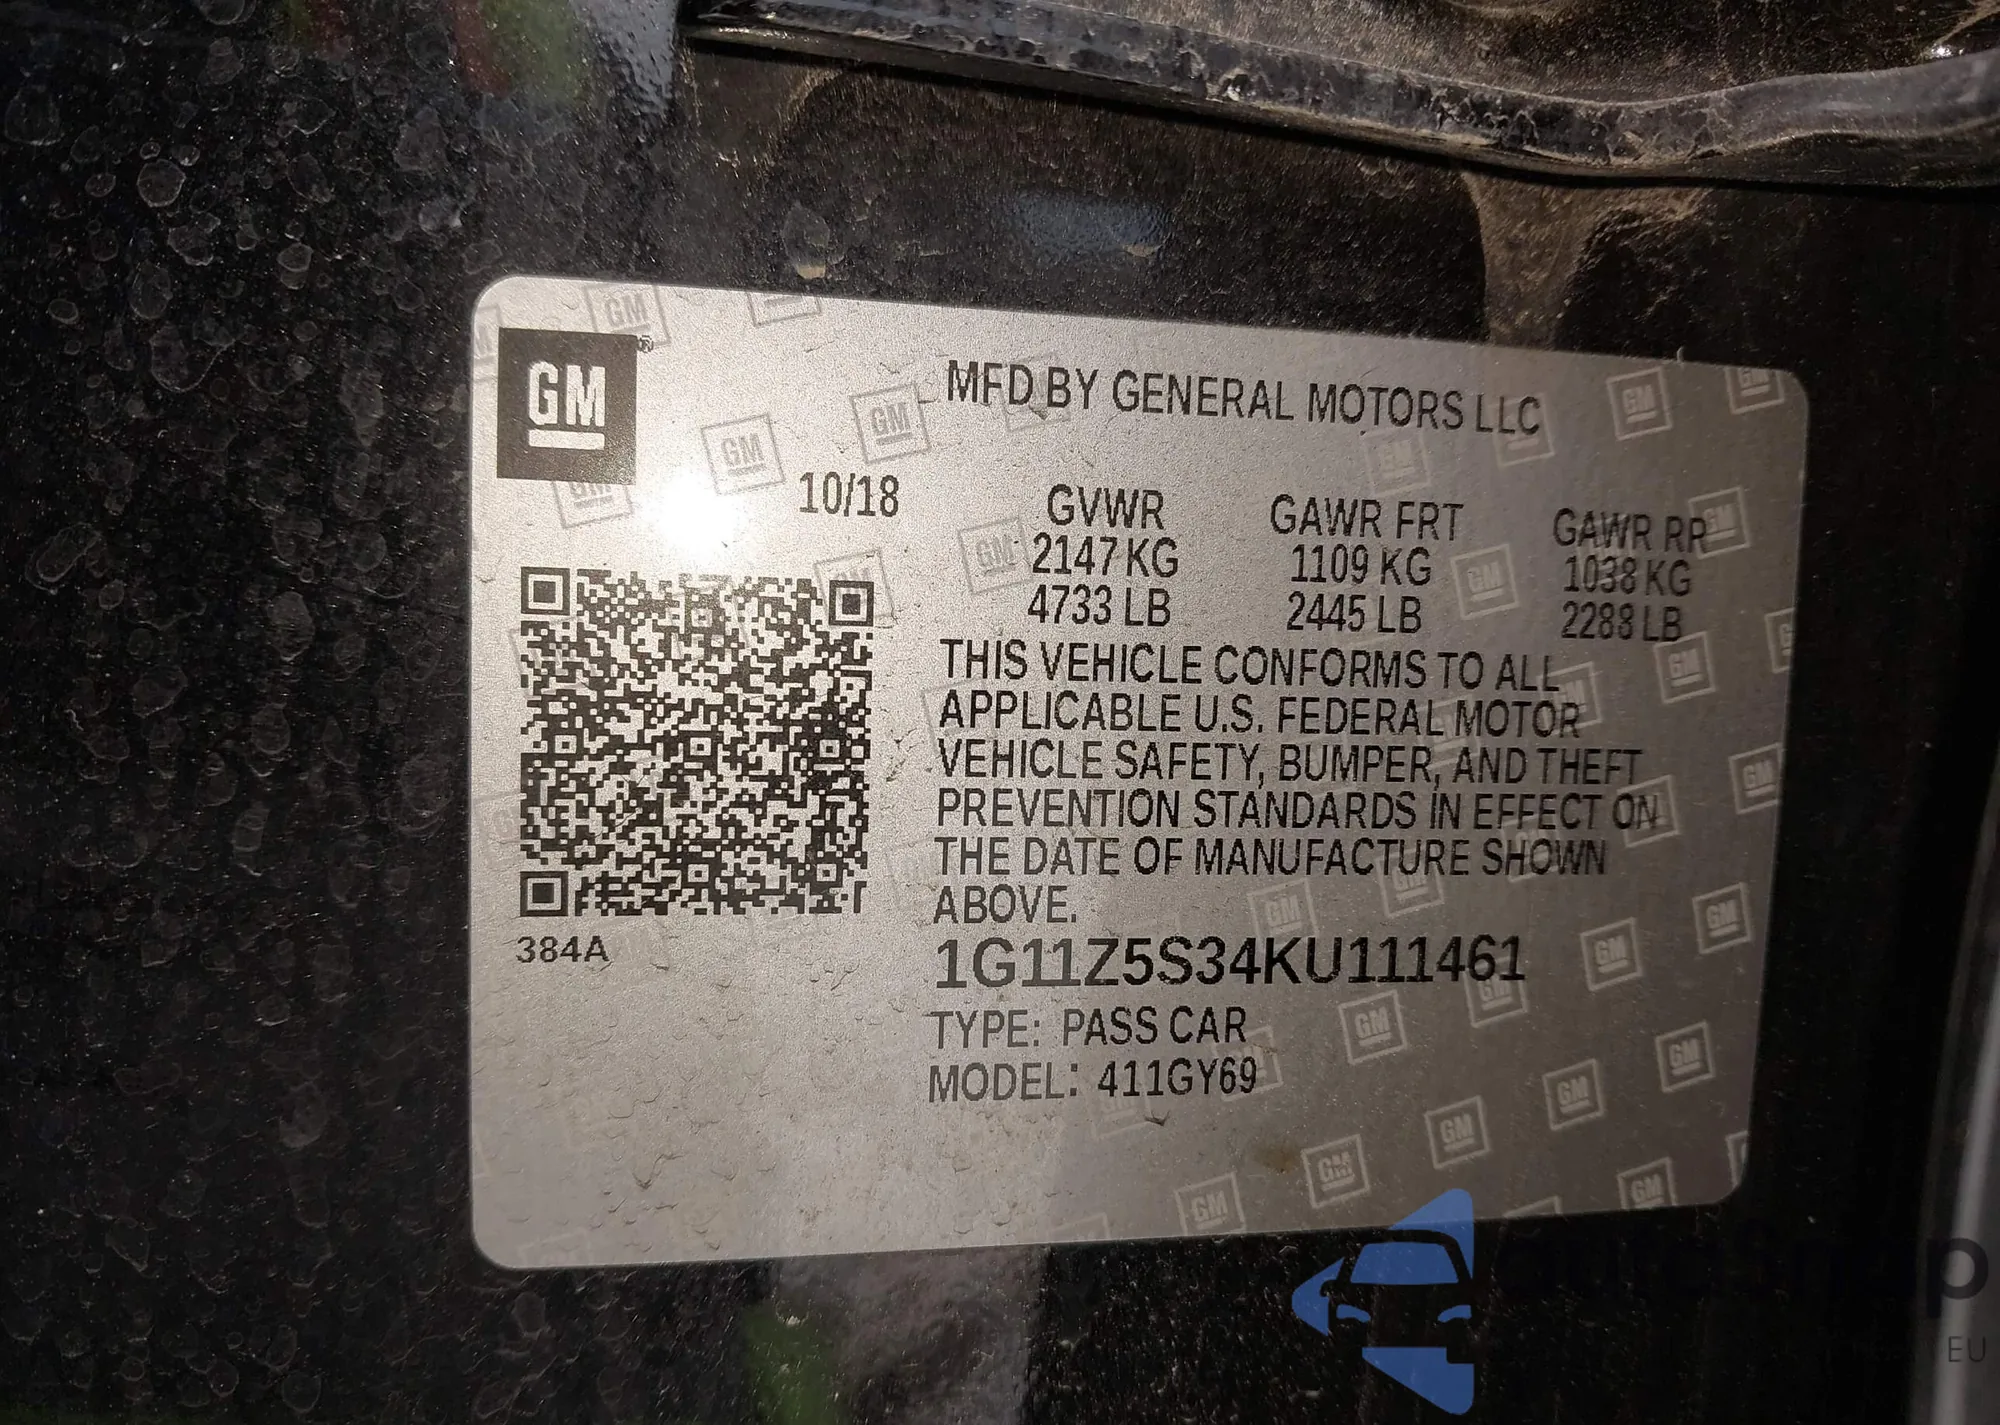 GM
MFD BY GENERAL MOTORS LLC
10/18
GVWR GAWR FRT GAWR RR
2147 KG 1109 KG 1038 KG
4733 LB 2445 LB 2288 LB
THIS VEHICLE CONFORMS TO ALL
APPLICABLE U.S. FEDERAL MOTOR
VEHICLE SAFETY, BUMPER, AND THEFT
PREVENTION STANDARDS IN EFFECT ON
THE DATE OF MANUFACTURE SHOWN
ABOVE.
384A
1G11Z5S34KU111461
TYPE: PASS CAR
MODEL: 411GY69
EU